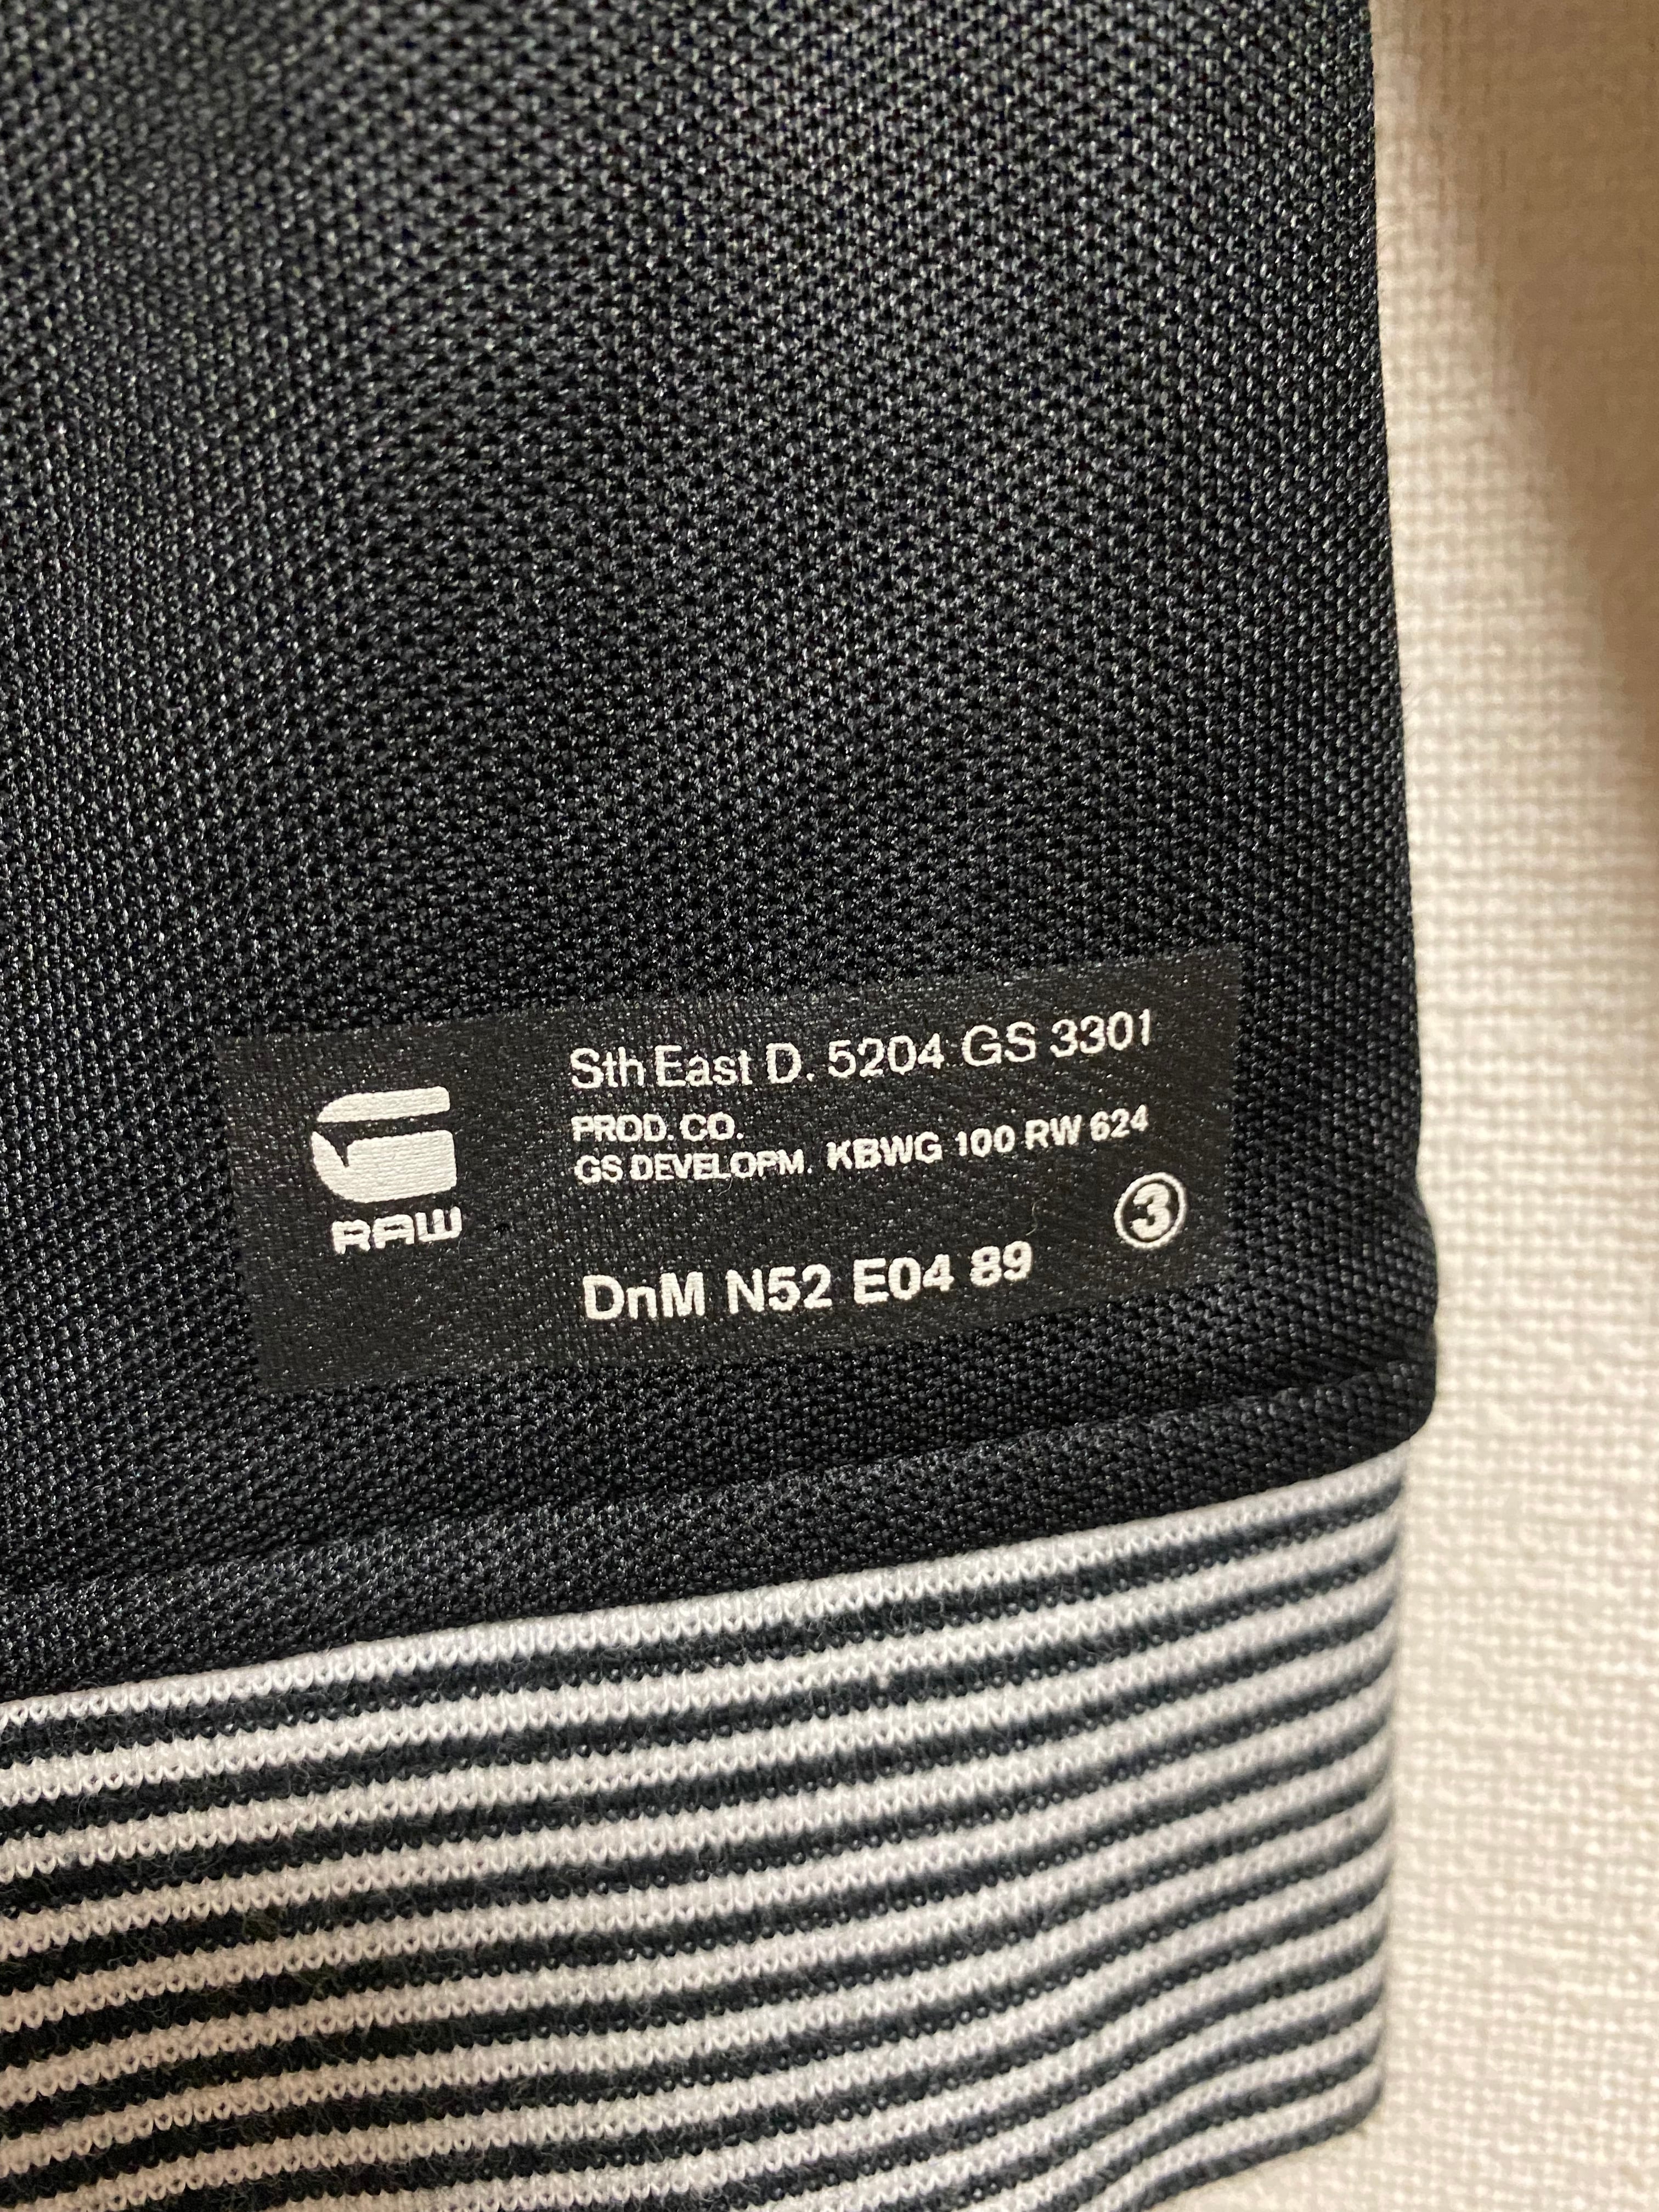 RAW
Sth East D. 5204 GS 3301
PROD. CO.
GS DEVELOPM. KBWG 100 RW 624
3
DnM N52 E04 89